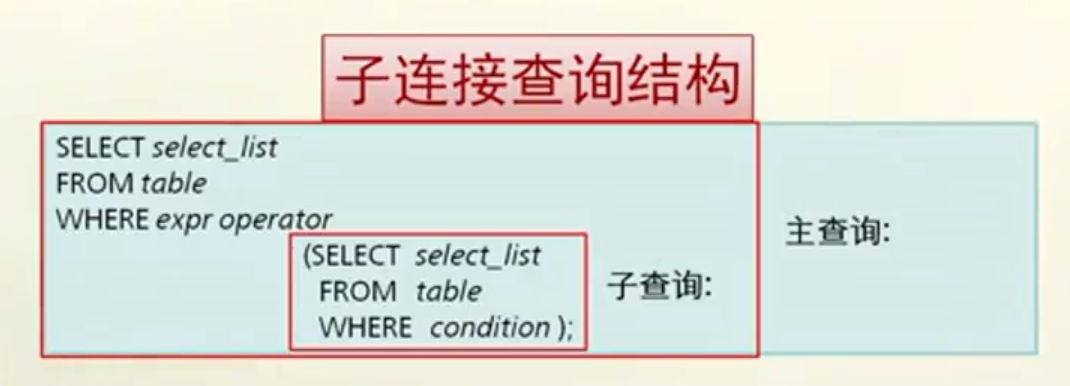 子连接查询结构
SELECT select_list
FROM table
WHERE expr operator
主查询:
(SELECT select_list
FROM table
子查询:
WHERE condition );